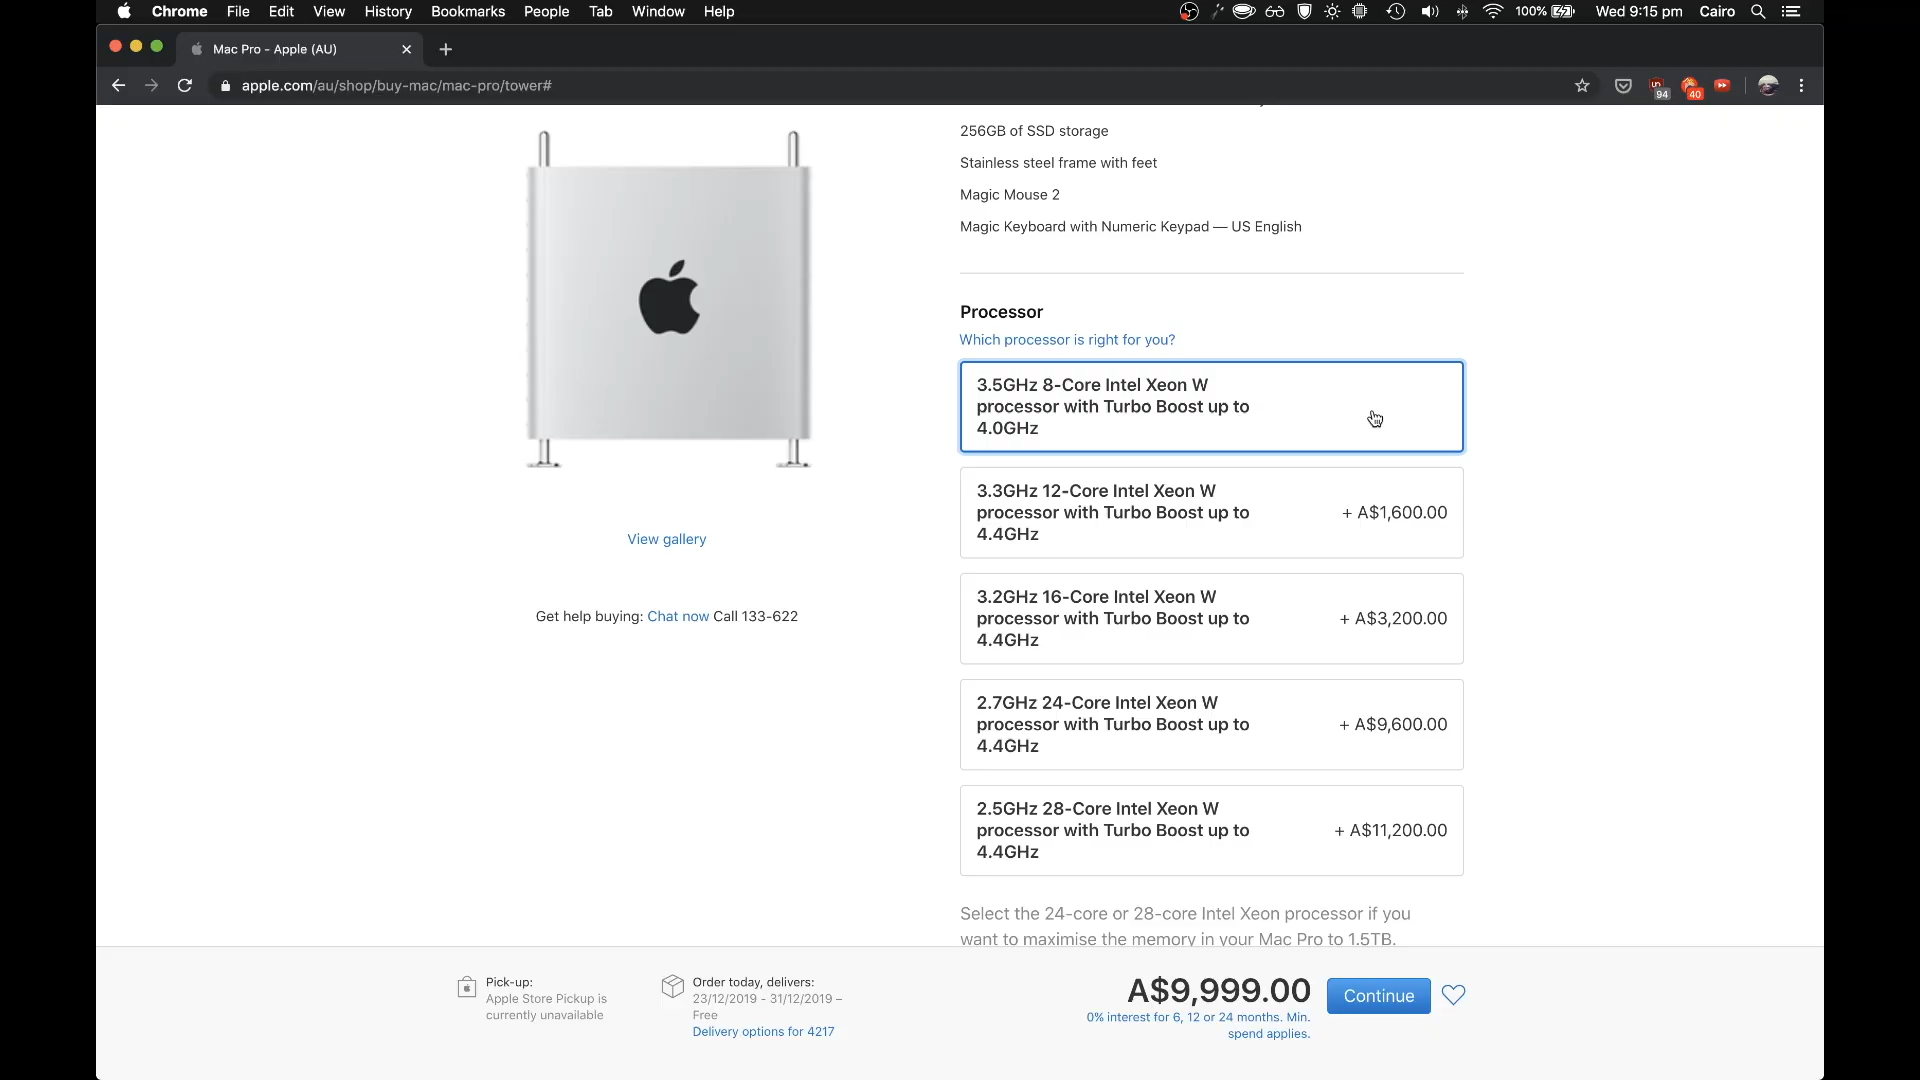 Chrome File Edit View History Bookmarks People Tab Window Help 100% Wed 9:15 pm Cairo
Mac Pro - Apple (AU)
apple.com/au/shop/buy-mac/mac-pro/tower# 94 40
256GB of SSD storage
Stainless steel frame with feet
Magic Mouse 2
Magic Keyboard with Numeric Keypad — US English
Processor
Which processor is right for you?
3.5GHz 8-Core Intel Xeon W
processor with Turbo Boost up to
4.0GHz
3.3GHz 12-Core Intel Xeon W
processor with Turbo Boost up to
4.4GHz
+ A$1,600.00
3.2GHz 16-Core Intel Xeon W
processor with Turbo Boost up to
4.4GHz
+ A$3,200.00
2.7GHz 24-Core Intel Xeon W
processor with Turbo Boost up to
4.4GHz
+ A$9,600.00
2.5GHz 28-Core Intel Xeon W
processor with Turbo Boost up to
4.4GHz
+ A$11,200.00
Select the 24-core or 28-core Intel Xeon processor if you
want to maximise the memory in your Mac Pro to 1.5TB.
View gallery
Get help buying: Chat now Call 133-622
Pick-up:
Apple Store Pickup is
currently unavailable
Order today, delivers:
23/12/2019 - 31/12/2019 –
Free
Delivery options for 4217
A$9,999.00
0% interest for 6, 12 or 24 months. Min.
spend applies.
Continue